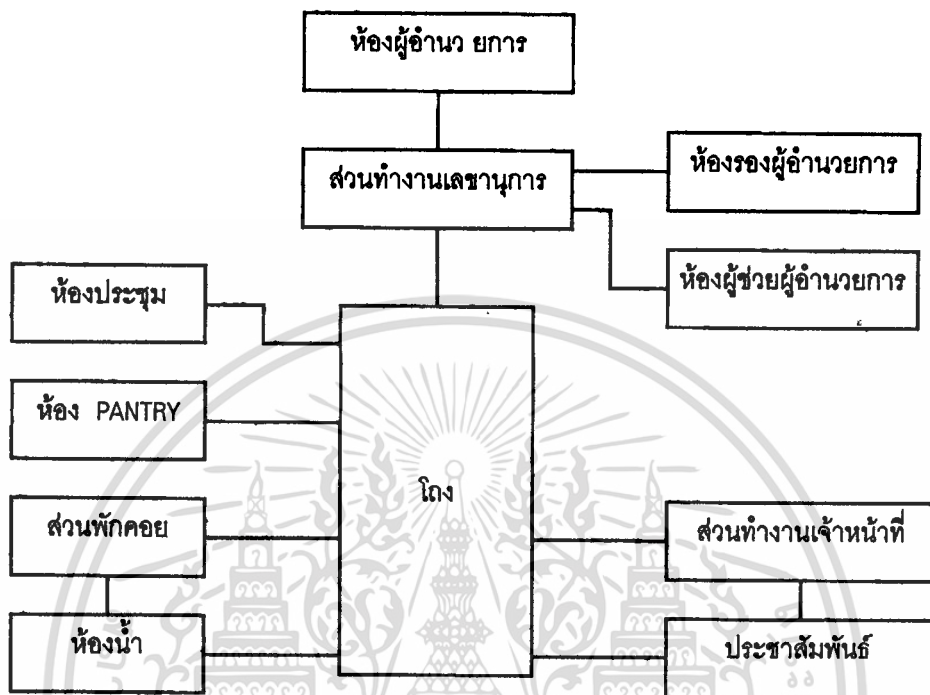 ห้องผู้อำนว ยการ
ส่วนทำงานเลขานุการ
ห้องรองผู้อำนวยการ
ห้องผู้ช่วยผู้อำนวยการ
ห้องประชุม
ห้อง PANTRY
โถง
ส่วนพักคอย
ส่วนทำงานเจ้าหน้าที่
ห้องน้ำ
ประชาสัมพันธ์